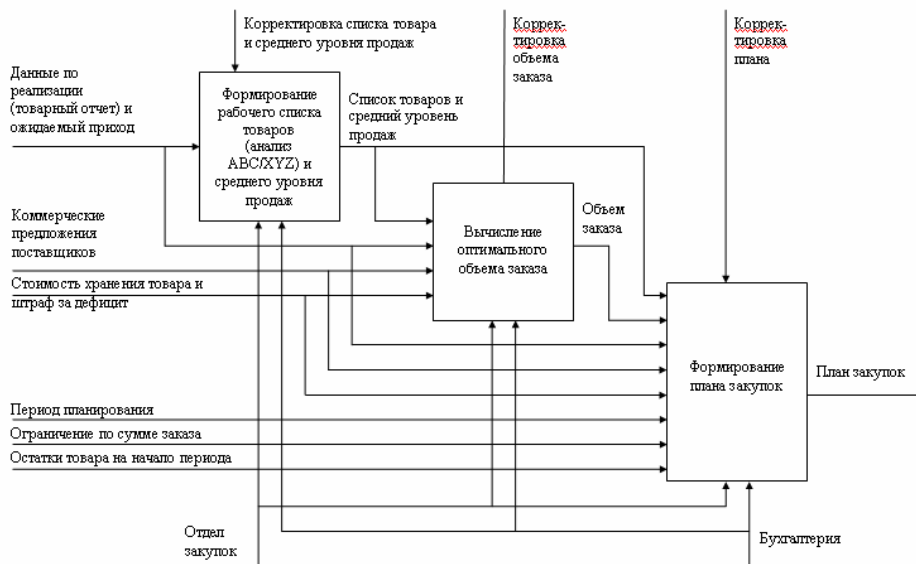 Корректировка списка товара
и среднего уровня продаж
Коррек-
тировка
объема
заказа
Коррек-
тировка
плана
Данные по
реализации
(товарный отчет) и
ожидаемый приход
Формирование
рабочего списка
товаров
(анализ
ABC/XYZ) и
среднего уровня
продаж
Список товаров и
средний уровень
продаж
Коммерческие
предложения
поставщиков
Вычисление
оптимального
объема заказа
Объем
заказа
Стоимость хранения товара и
штраф за дефицит
Формирование
плана закупок
План закупок
Период планирования
Ограничение по сумме заказа
Остатки товара на начало периода
Отдел
закупок
Бухгалтерия